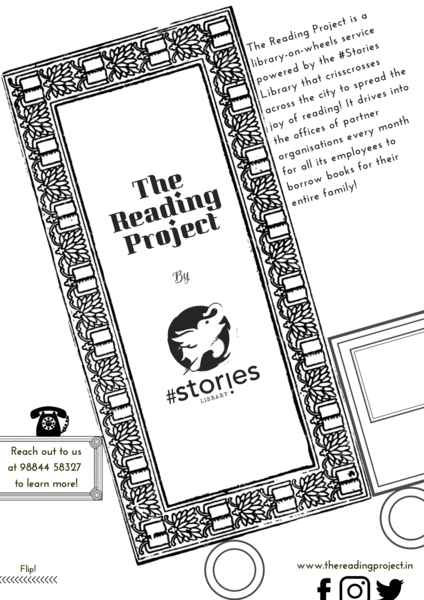 The Reading Project is a
library-on-wheels service
powered by the #Stories
Library that crisscrosses
across the city to spread the
joy of reading! It drives into
the offices of partner
organisations every month
for all its employees to
borrow books for their
entire family!
The
Reading
Project
By
#stories
LIBRARY
Reach out to us
at 98844 58327
to learn more!
Flip!
<<<<<<<<<<<<<
www.thereadingproject.in